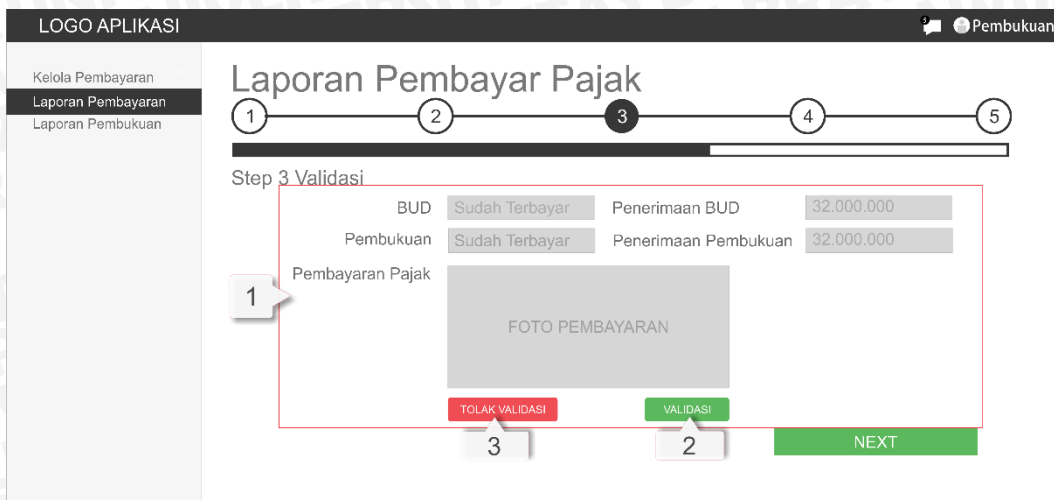 LOGO APLIKASI
Pembukuan
Kelola Pembayaran
Laporan Pembayaran
Laporan Pembukuan
Laporan Pembayar Pajak
1 2 3 4 5
Step 3 Validasi
BUD Sudah Terbayar Penerimaan BUD 32.000.000
Pembukuan Sudah Terbayar Penerimaan Pembukuan 32.000.000
Pembayaran Pajak
1
FOTO PEMBAYARAN
TOLAK VALIDASI VALIDASI
3 2
NEXT